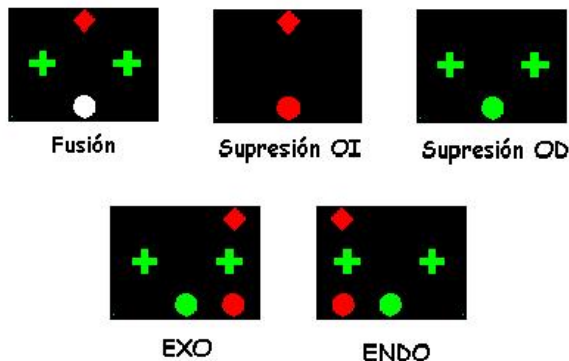 Fusión
Supresión OI
Supresión OD
EXO
ENDO